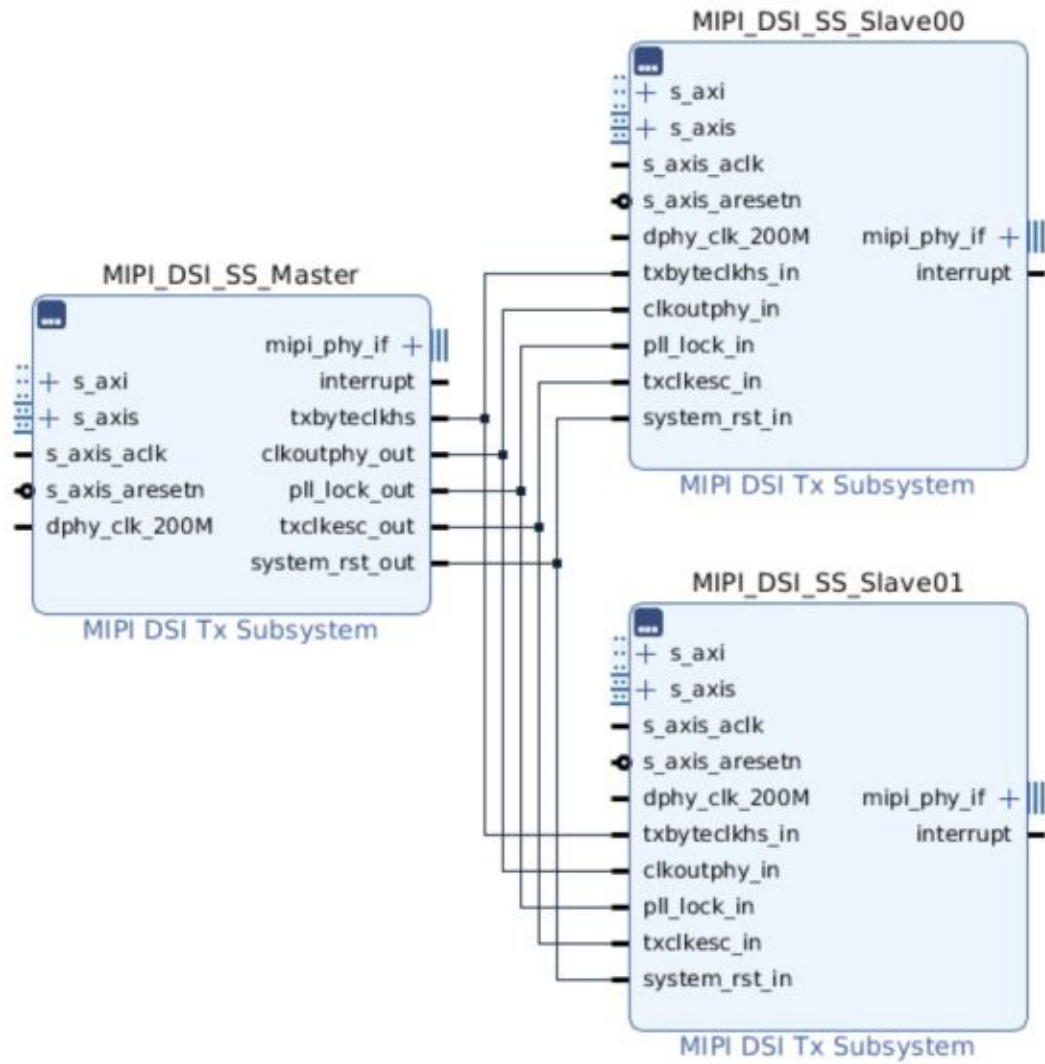 MIPI_DSI_SS_Slave00
s_axi
s_axis
s_axis_aclk
s_axis_aresetn
dphy_clk_200M
mipi_phy_if
txbyteclkhs_in
interrupt
clkoutphy_in
pll_lock_in
txclkesc_in
system_rst_in
MIPI DSI Tx Subsystem
MIPI_DSI_SS_Master
mipi_phy_if
s_axi
interrupt
s_axis
txbyteclkhs
s_axis_aclk
clkoutphy_out
s_axis_aresetn
pll_lock_out
dphy_clk_200M
txclkesc_out
system_rst_out
MIPI DSI Tx Subsystem
MIPI_DSI_SS_Slave01
s_axi
s_axis
s_axis_aclk
s_axis_aresetn
dphy_clk_200M
mipi_phy_if
txbyteclkhs_in
interrupt
clkoutphy_in
pll_lock_in
txclkesc_in
system_rst_in
MIPI DSI Tx Subsystem